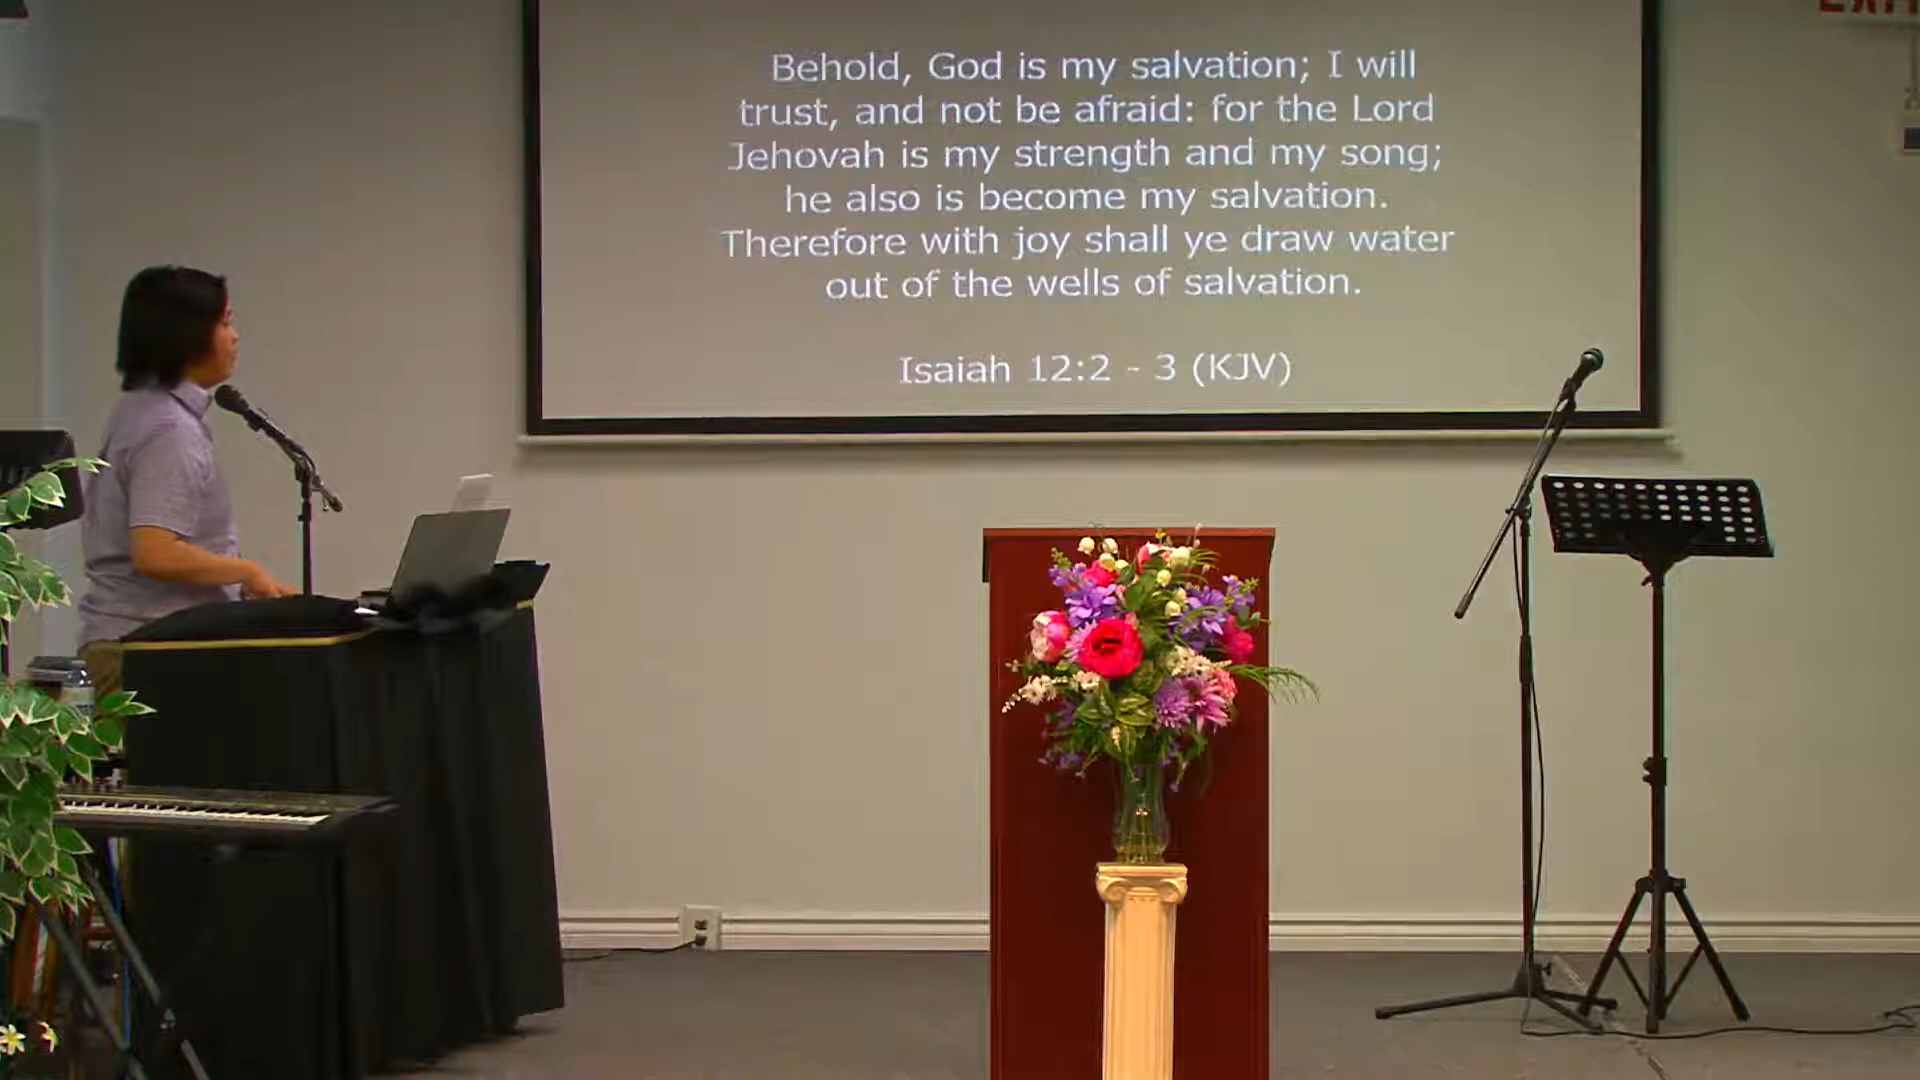 Behold, God is my salvation; I will
trust, and not be afraid: for the Lord
Jehovah is my strength and my song;
he also is become my salvation.
Therefore with joy shall ye draw water
out of the wells of salvation.
Isaiah 12:2 - 3 (KJV)